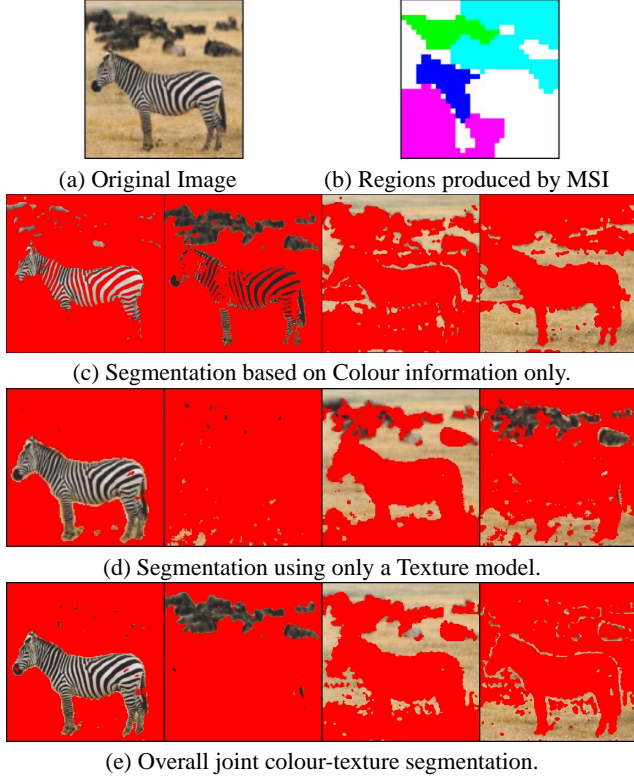 (a) Original Image
(b) Regions produced by MSI
(c) Segmentation based on Colour information only.
(d) Segmentation using only a Texture model.
(e) Overall joint colour-texture segmentation.